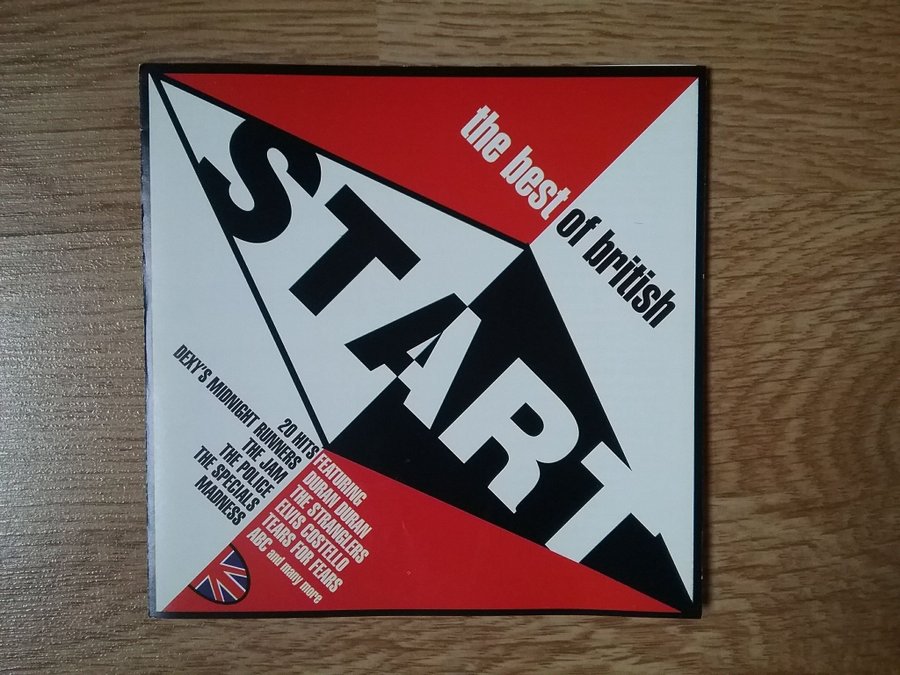 the best of british
START
20 HITS FEATURING
DEXY'S MIDNIGHT RUNNERS DURAN DURAN
THE JAM THE STRANGLERS
THE POLICE ELVIS COSTELLO
THE SPECIALS TEARS FOR FEARS
MADNESS ABC and many more